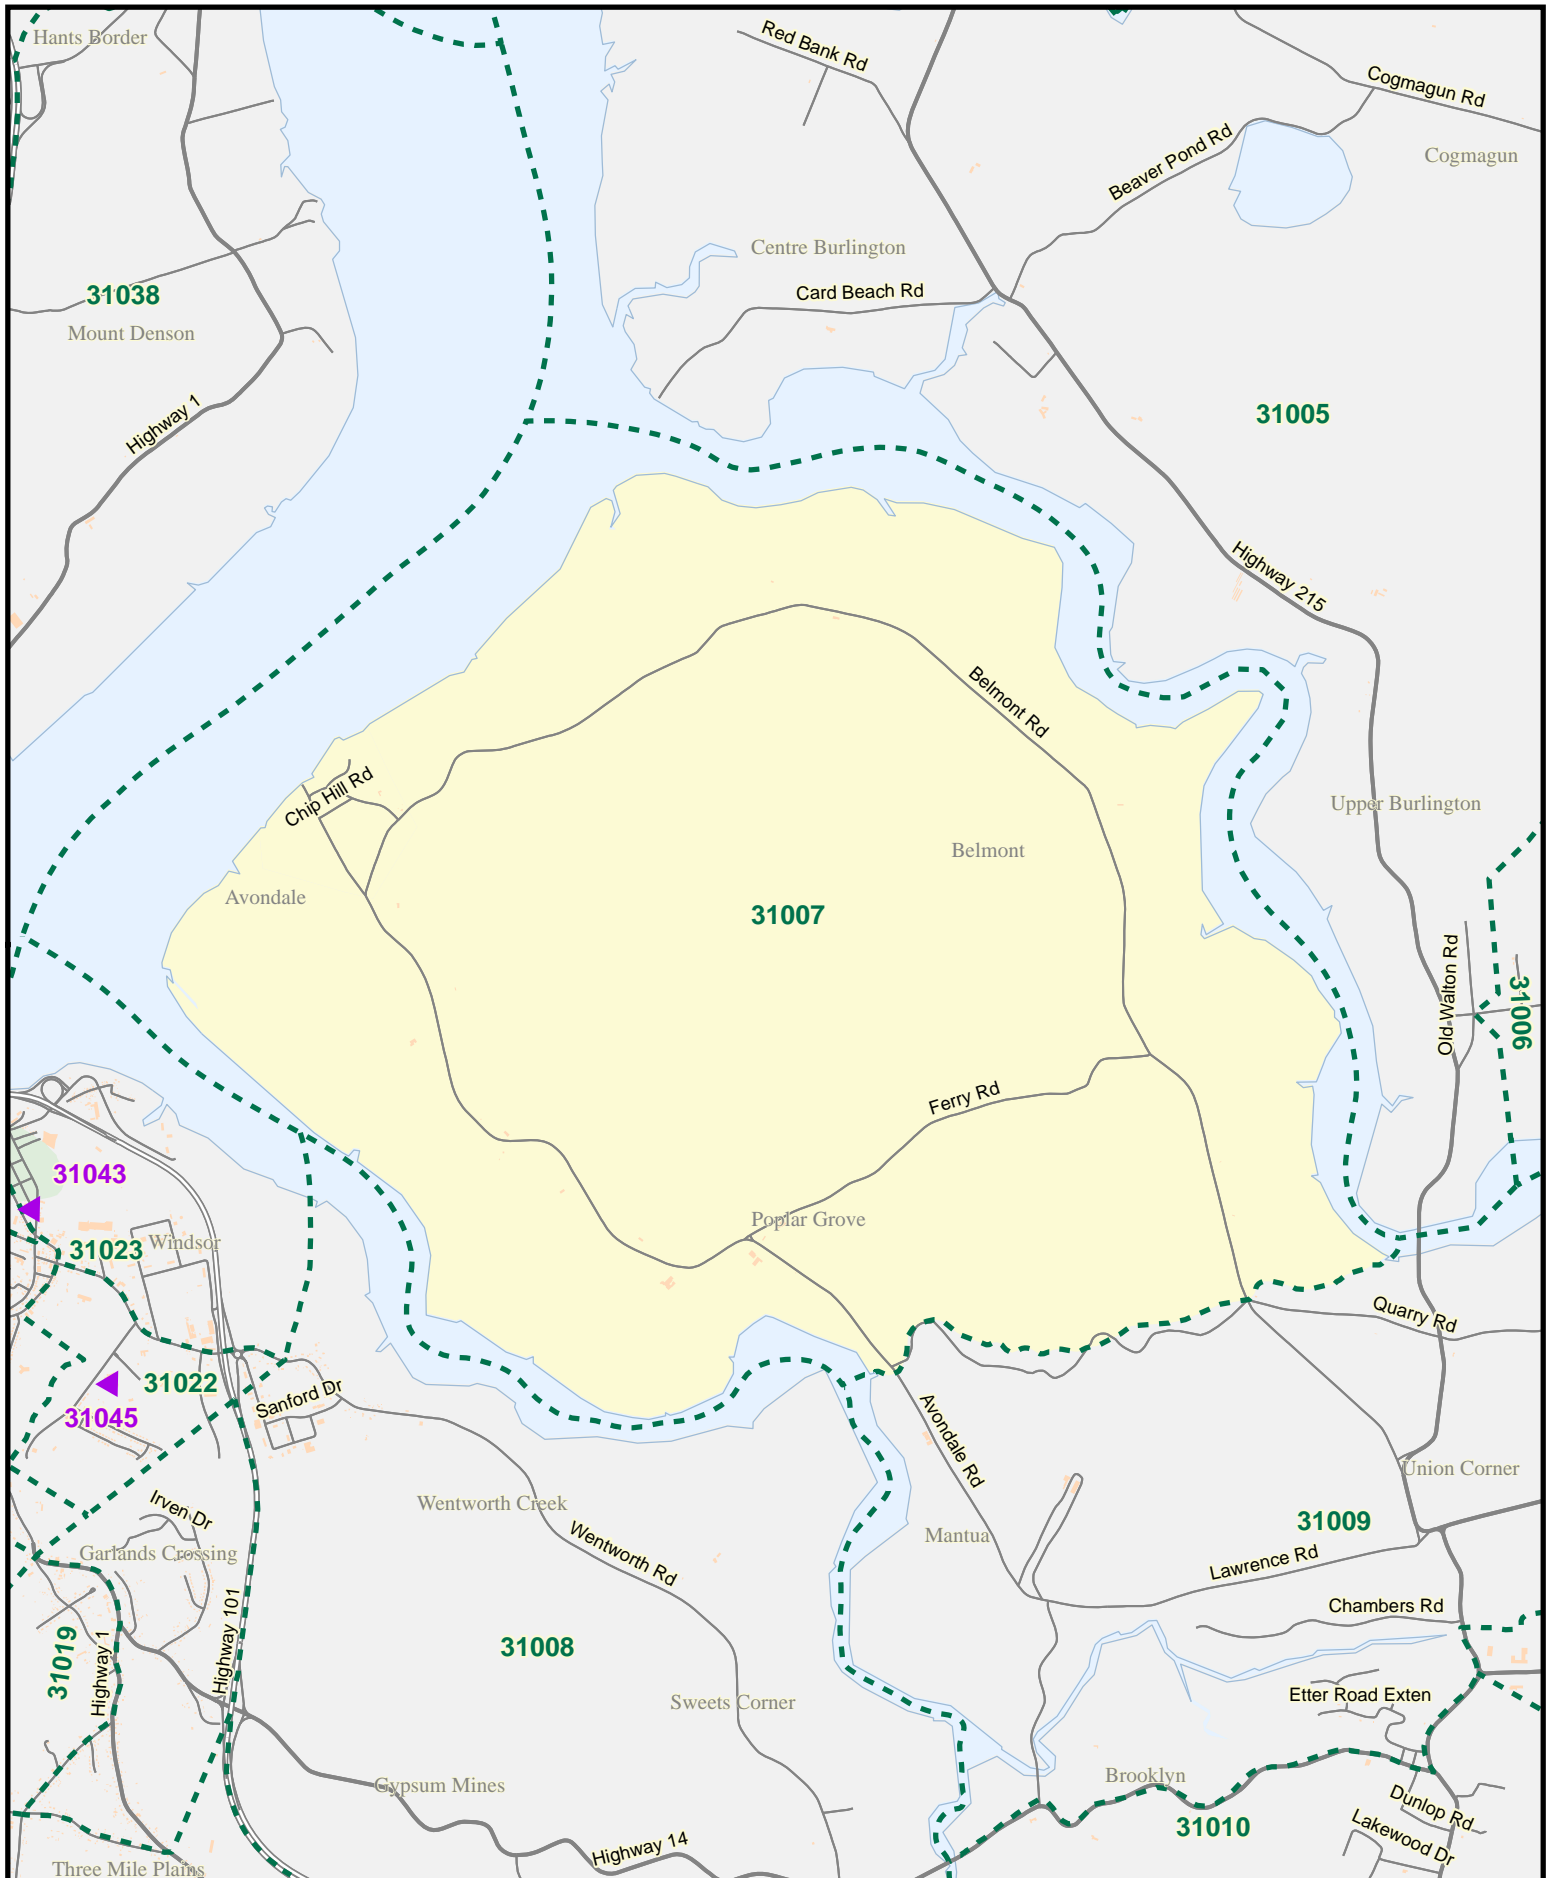 Hants Border
Red Bank Rd
Cogmagun Rd
Beaver Pond Rd
Cogmagun
Centre Burlington
Card Beach Rd
31038
Mount Denson
Highway 1
31005
Highway 215
Belmont Rd
Chip Hill Rd
Upper Burlington
Belmont
Avondale
31007
Old Walton Rd
31006
Ferry Rd
31043
Poplar Grove
31023
Windsor
Quarry Rd
31022
Sanford Dr
31045
Avondale Rd
Union Corner
Wentworth Creek
Irven Dr
31009
Mantua
Garlands Crossing
Wentworth Rd
Lawrence Rd
Chambers Rd
31019
Highway 1
Highway 101
31008
Sweets Corner
Etter Road Exten
Gypsum Mines
Brooklyn
31010
Dunlop Rd
Lakewood Dr
Highway 14
Three Mile Plains